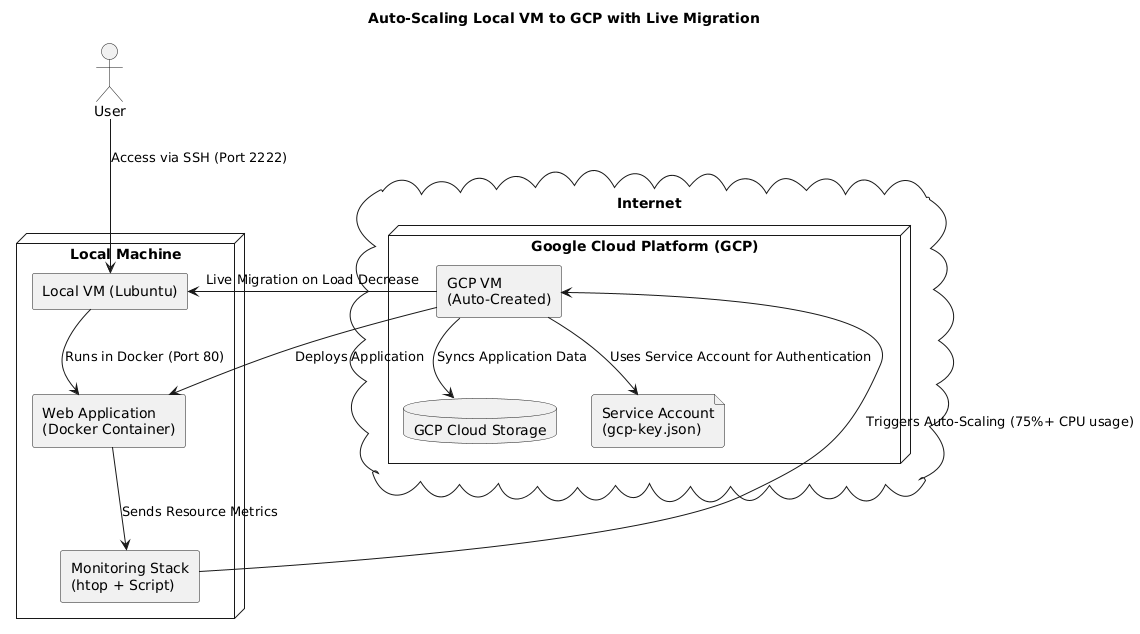 Auto-Scaling Local VM to GCP with Live Migration
User
Access via SSH (Port 2222)
Internet
Local Machine
Google Cloud Platform (GCP)
Local VM (Lubuntu)
Live Migration on Load Decrease
GCP VM
(Auto-Created)
Runs in Docker (Port 80)
Deploys Application
Syncs Application Data
Uses Service Account for Authentication
Web Application
(Docker Container)
GCP Cloud Storage
Service Account
(gcp-key.json)
Triggers Auto-Scaling (75%+ CPU usage)
Sends Resource Metrics
Monitoring Stack
(htop + Script)